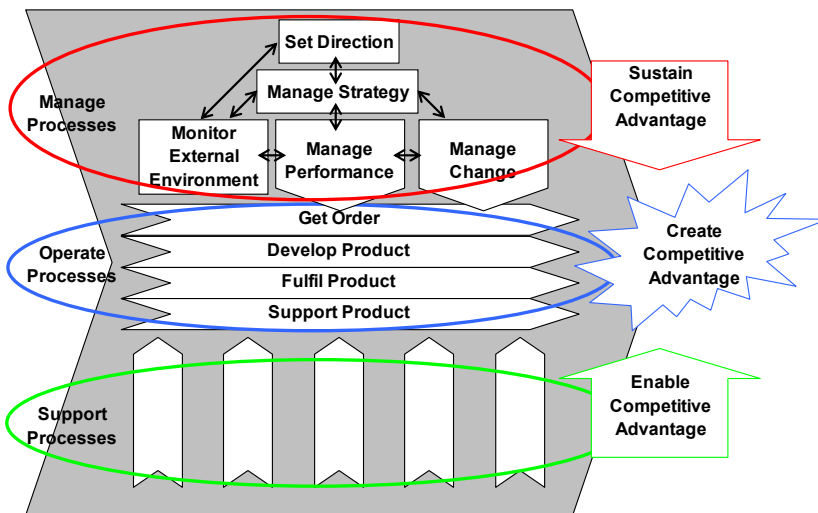 Set Direction
Manage Strategy
Manage
Processes
Monitor
External
Environment
Manage
Performance
Manage
Change
Sustain
Competitive
Advantage
Get Order
Develop Product
Fulfil Product
Support Product
Operate
Processes
Create
Competitive
Advantage
Support
Processes
Enable
Competitive
Advantage